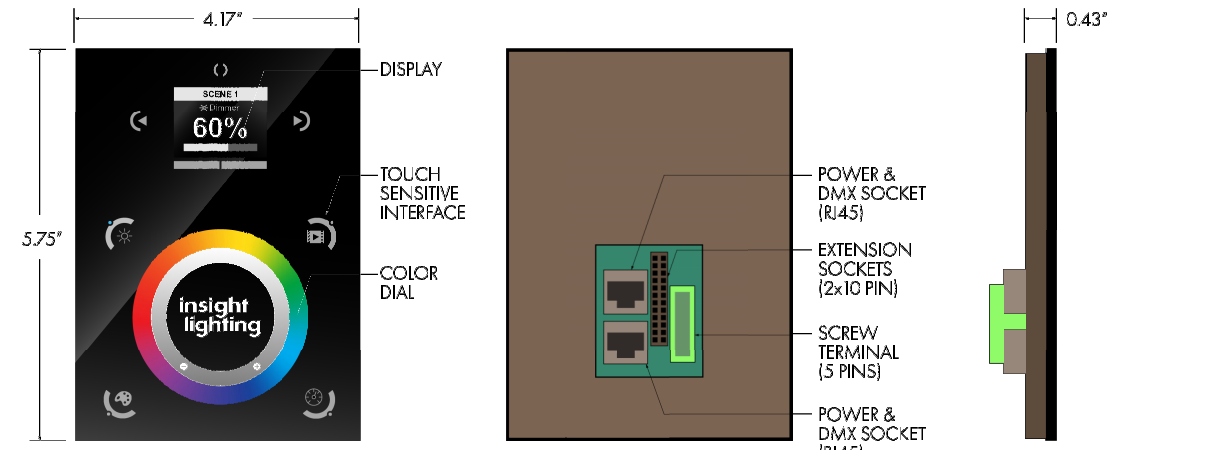 4.17"
0.43"
DISPLAY
SCENE 1
Dimmer
60%
TOUCH
SENSITIVE
INTERFACE
5.75"
COLOR
DIAL
insight
lighting
POWER &
DMX SOCKET
(RJ45)
EXTENSION
SOCKETS
(2x10 PIN)
SCREW
TERMINAL
(5 PINS)
POWER &
DMX SOCKET
(RJ45)